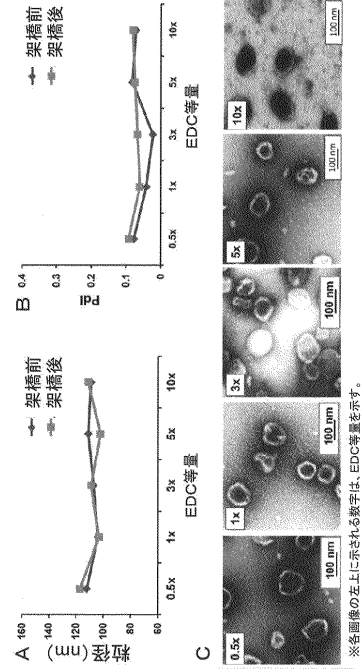 A
粒径(nm)
160
140
120
100
80
60
0.5x
1x
3x
5x
10x
EDC等量
架橋前
架橋後
B
PdI
0.4
0.3
0.2
0.1
0
0.5x
1x
3x
5x
10x
EDC等量
架橋前
架橋後
C
0.5x
100 nm
1x
100 nm
3x
100 nm
5x
100 nm
10x
100 nm
※各画像の左上に示される数字は、EDC等量を示す。